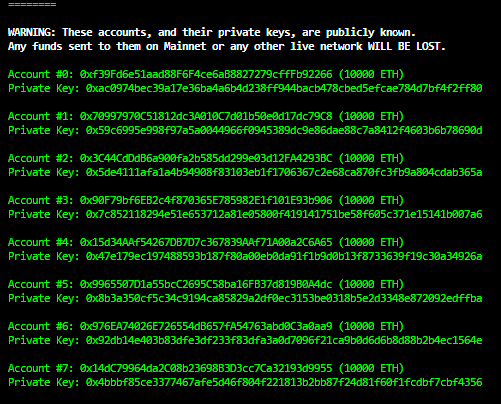 ========
WARNING: These accounts, and their private keys, are publicly known.
Any funds sent to them on Mainnet or any other live network WILL BE LOST.
Account #0: 0xf39Fd6e51aad88F6F4ce6aB8827279cffFb92266 (10000 ETH)
Private Key: 0xac0974bec39a17e36ba4a6b4d238ff944bacb478cbed5efcae784d7bf4f2ff80
Account #1: 0x70997970C51812dc3A010C7d01b50e0d17dc79C8 (10000 ETH)
Private Key: 0x59c6995e998f97a5a0044966f0945389dc9e86dae88c7a8412f4603b6b78690d
Account #2: 0x3C44CdDdB6a900fa2b585dd299e03d12FA4293BC (10000 ETH)
Private Key: 0x5de4111afa1a4b94908f83103eb1f1706367c2e68ca870fc3fb9a804cdab365a
Account #3: 0x90F79bf6EB2c4f870365E785982E1f101E93b906 (10000 ETH)
Private Key: 0x7c852118294e51e653712a81e05800f419141751be58f605c371e15141b007a6
Account #4: 0x15d34AAf54267DB7D7c367839AAf71A00a2C6A65 (10000 ETH)
Private Key: 0x47e179ec197488593b187f80a00eb0da91f1b9d0b13f8733639f19c30a34926a
Account #5: 0x9965507D1a55bcC2695C58ba16FB37d819B0A4dc (10000 ETH)
Private Key: 0x8b3a350cf5c34c9194ca85829a2df0ec3153be0318b5e2d3348e872092edffba
Account #6: 0x976EA74026E726554dB657fA54763abd0C3a0aa9 (10000 ETH)
Private Key: 0x92db14e403b83dfe3df233f83dfa3a0d7096f21ca9b0d6d6b8d88b2b4ec1564e
Account #7: 0x14dC79964da2C08b23698B3D3cc7Ca32193d9955 (10000 ETH)
Private Key: 0x4bbbf85ce3377467afe5d46f804f221813b2bb87f24d81f60f1fcdbf7cbf4356